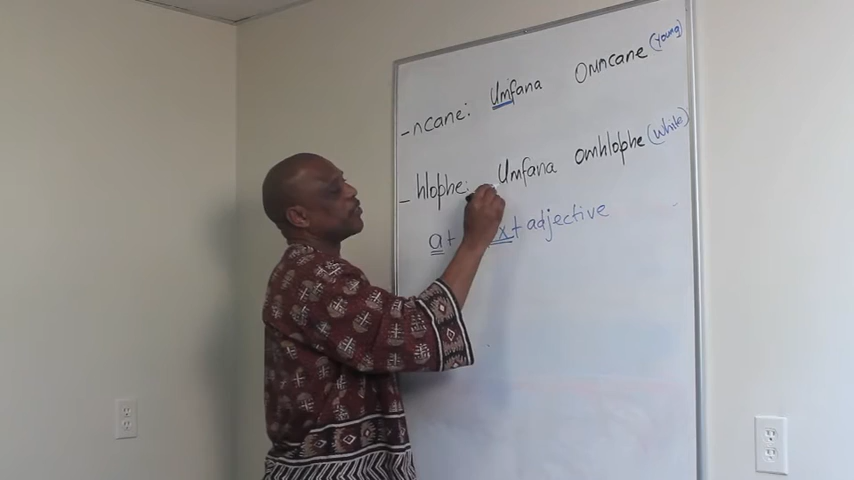 -ncane: Umfana Omncane (young)
-hlophe: Umfana omhlophe (white)
a + x + adjective